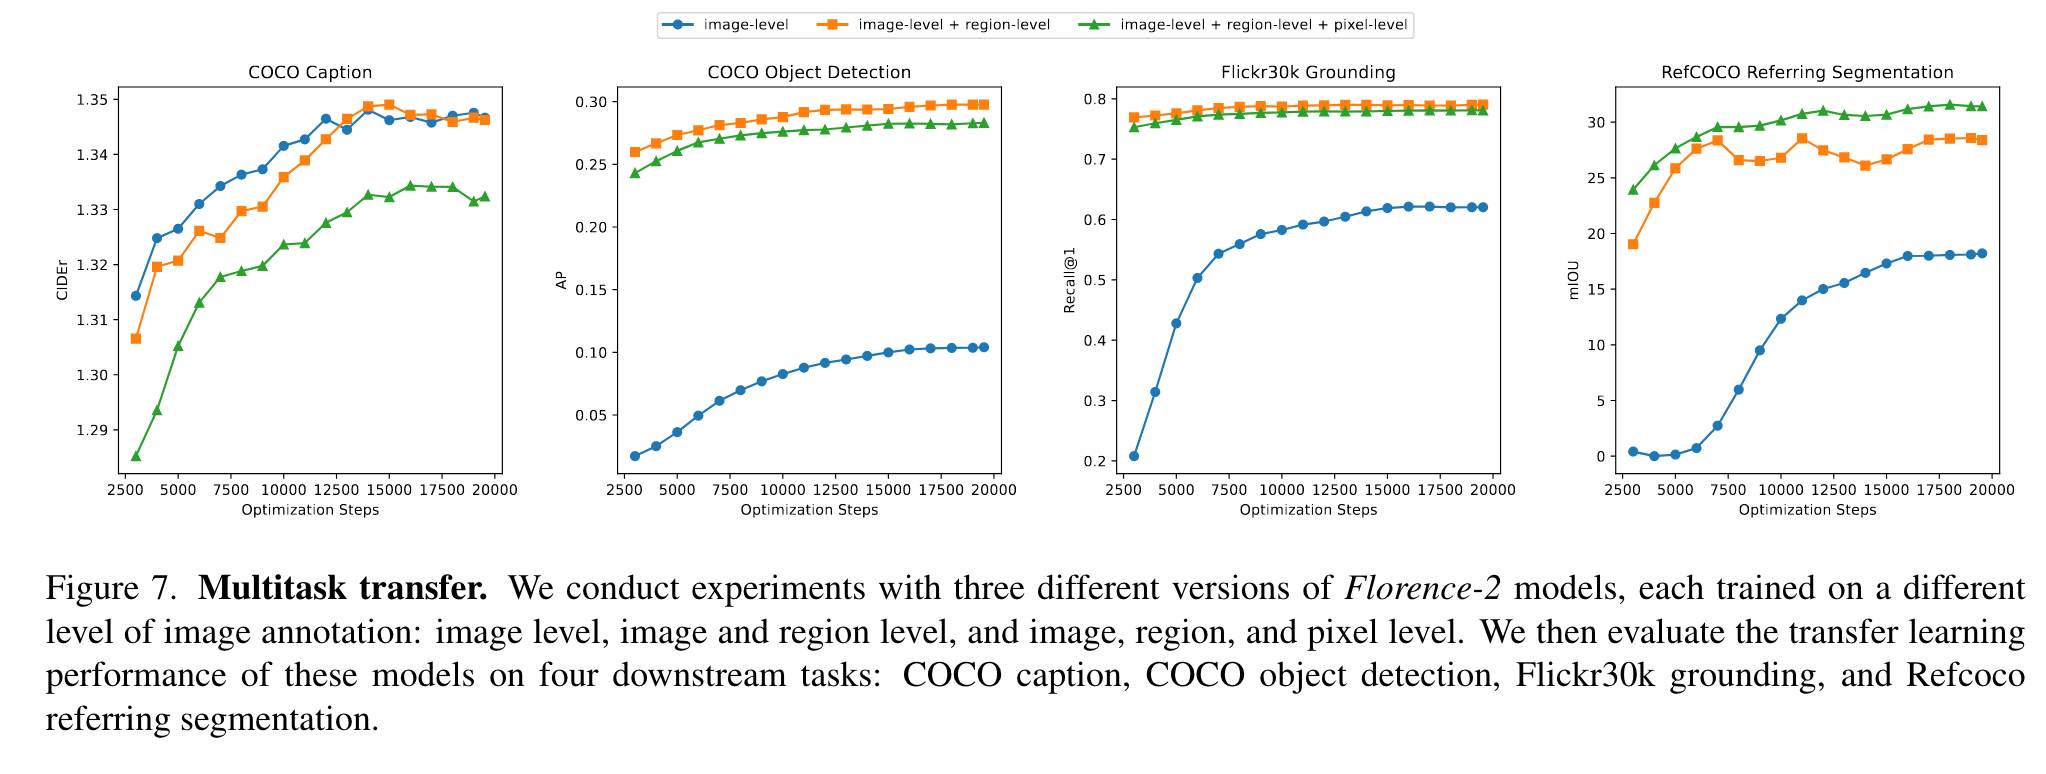 image-level image-level + region-level image-level + region-level + pixel-level
COCO Caption
1.35
1.34
1.33
1.32
1.31
1.30
1.29
CIDEr
2500 5000 7500 10000 12500 15000 17500 20000
Optimization Steps
COCO Object Detection
0.30
0.25
0.20
0.15
0.10
0.05
AP
2500 5000 7500 10000 12500 15000 17500 20000
Optimization Steps
Flickr30k Grounding
0.8
0.7
0.6
0.5
0.4
0.3
0.2
Recall@1
2500 5000 7500 10000 12500 15000 17500 20000
Optimization Steps
RefCOCO Referring Segmentation
30
25
20
15
10
5
0
mIOU
2500 5000 7500 10000 12500 15000 17500 20000
Optimization Steps
Figure 7. Multitask transfer. We conduct experiments with three different versions of Florence-2 models, each trained on a different
level of image annotation: image level, image and region level, and image, region, and pixel level. We then evaluate the transfer learning
performance of these models on four downstream tasks: COCO caption, COCO object detection, Flickr30k grounding, and Refcoco
referring segmentation.